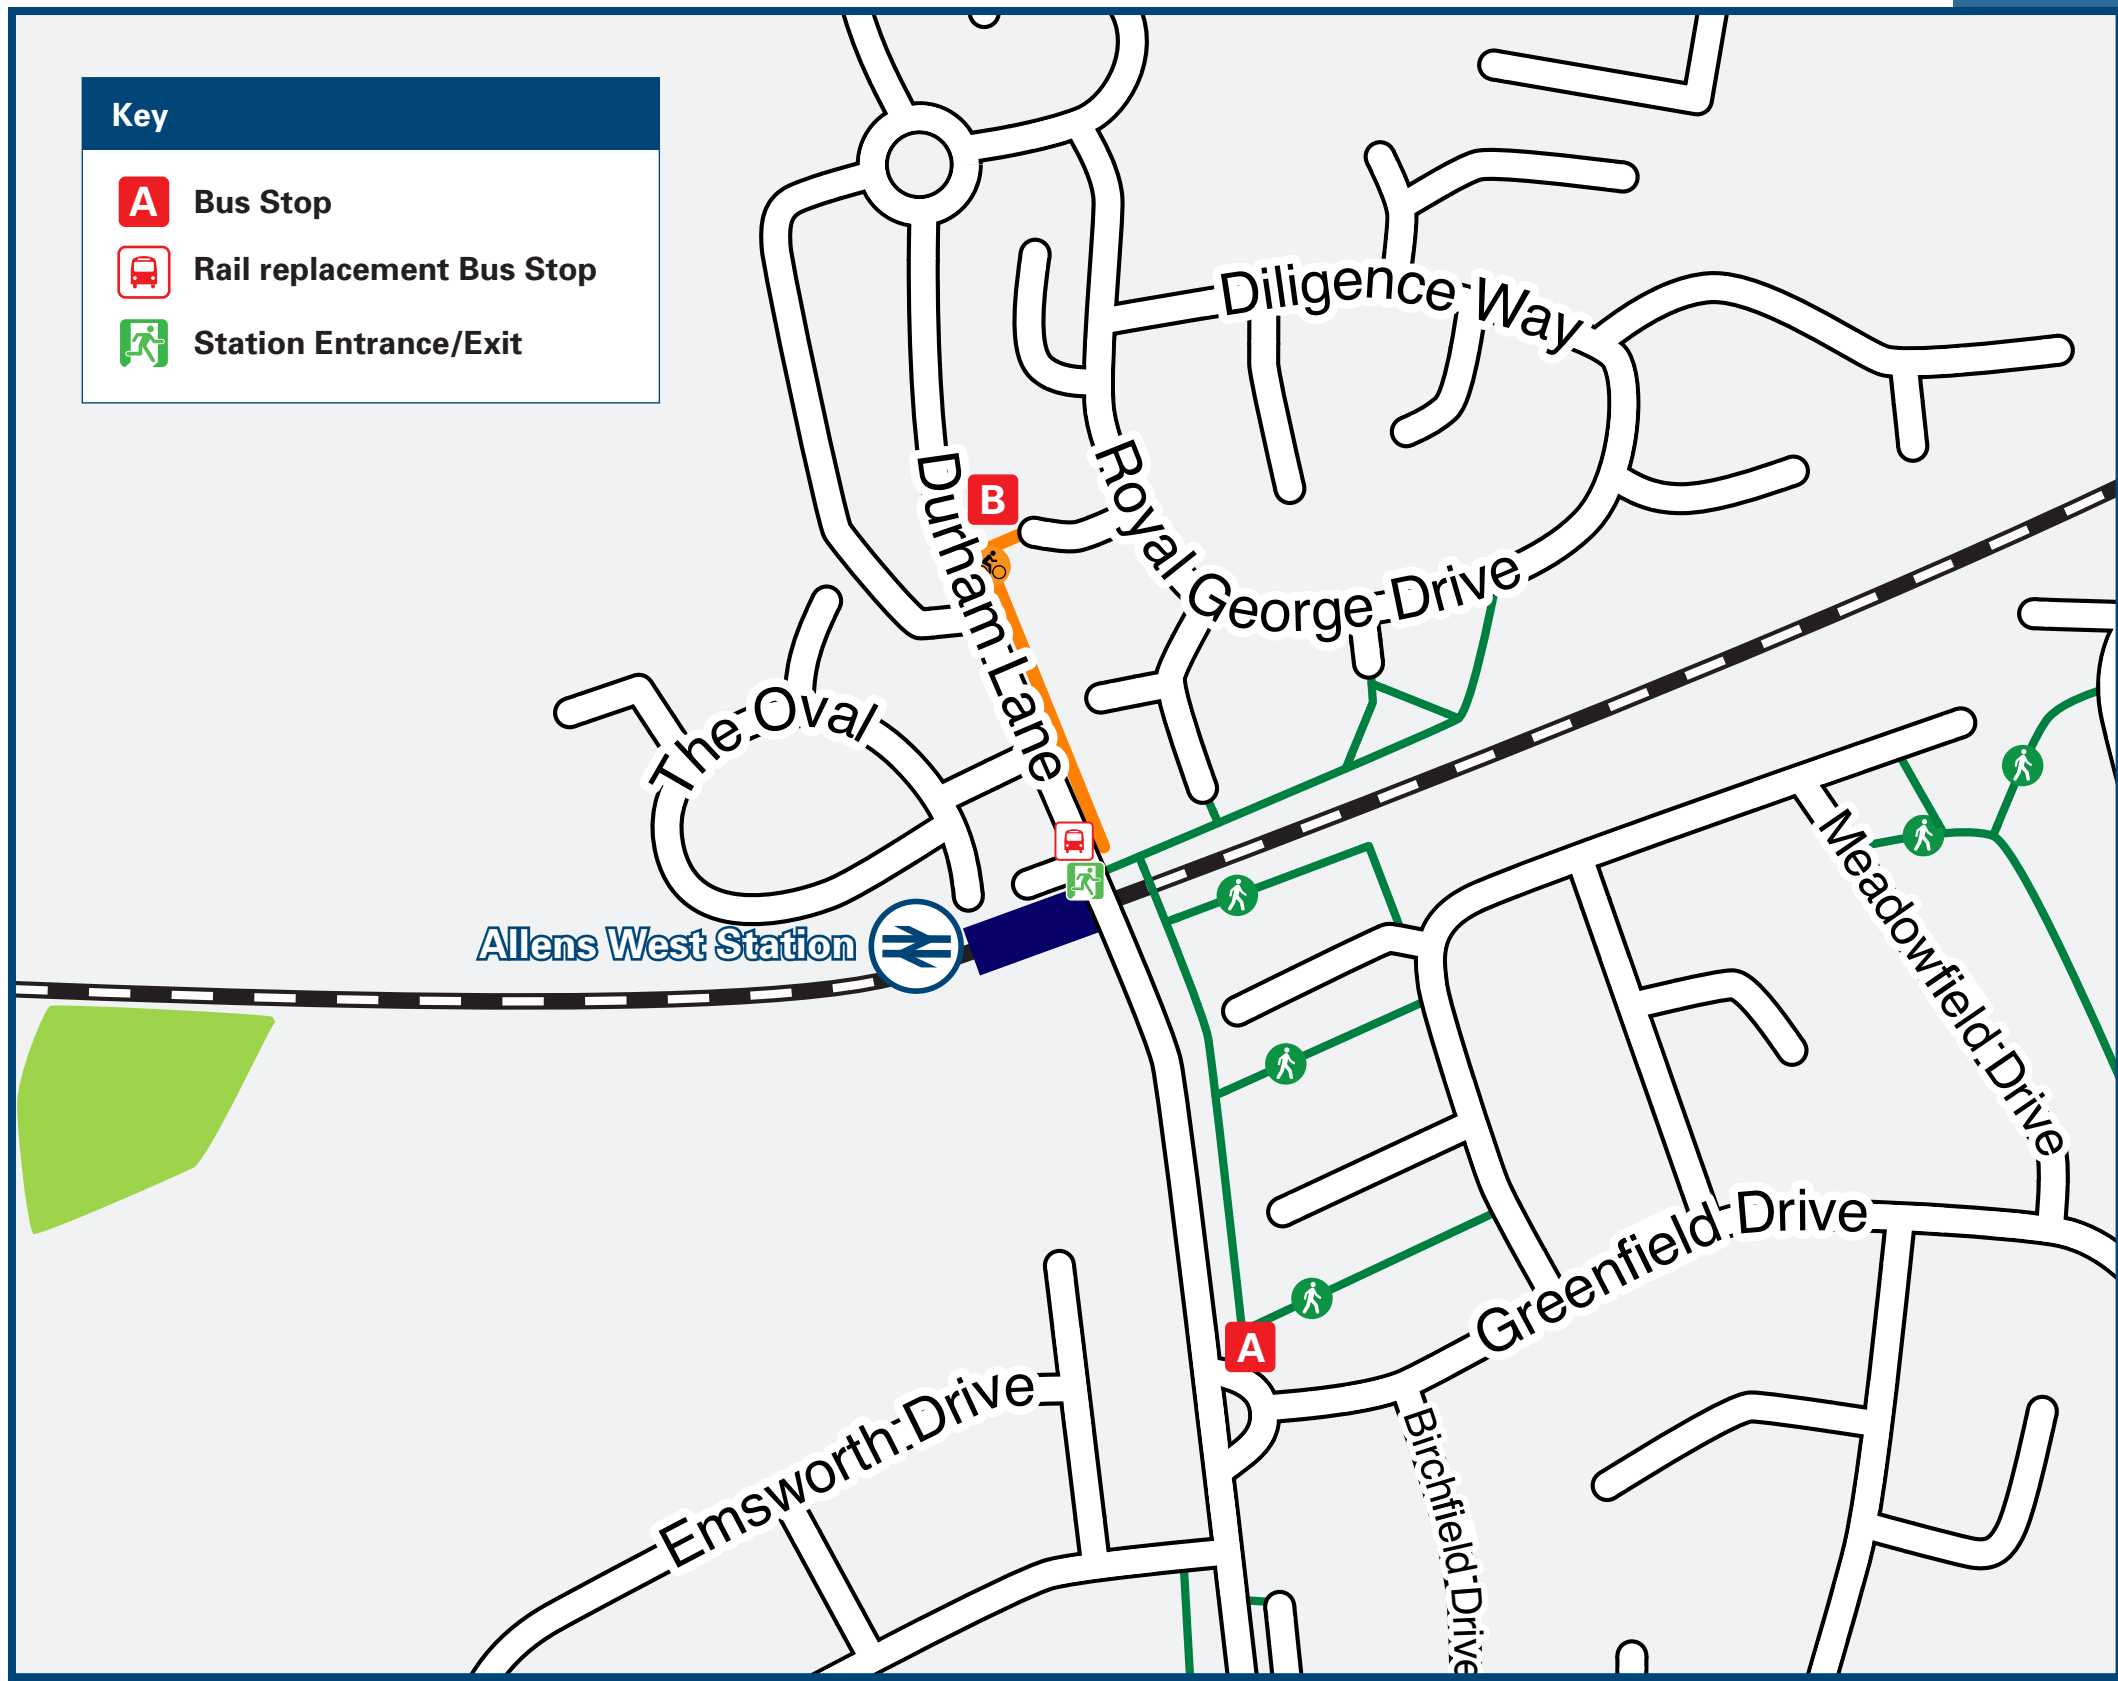 Key
A
Bus Stop
Rail replacement Bus Stop
Station Entrance/Exit
Diligence Way
Durham Lane
B
Royal George Drive
The Oval
Allens West Station
Meadowfield Drive
Greenfield Drive
A
Emsworth Drive
Birchfield Drive